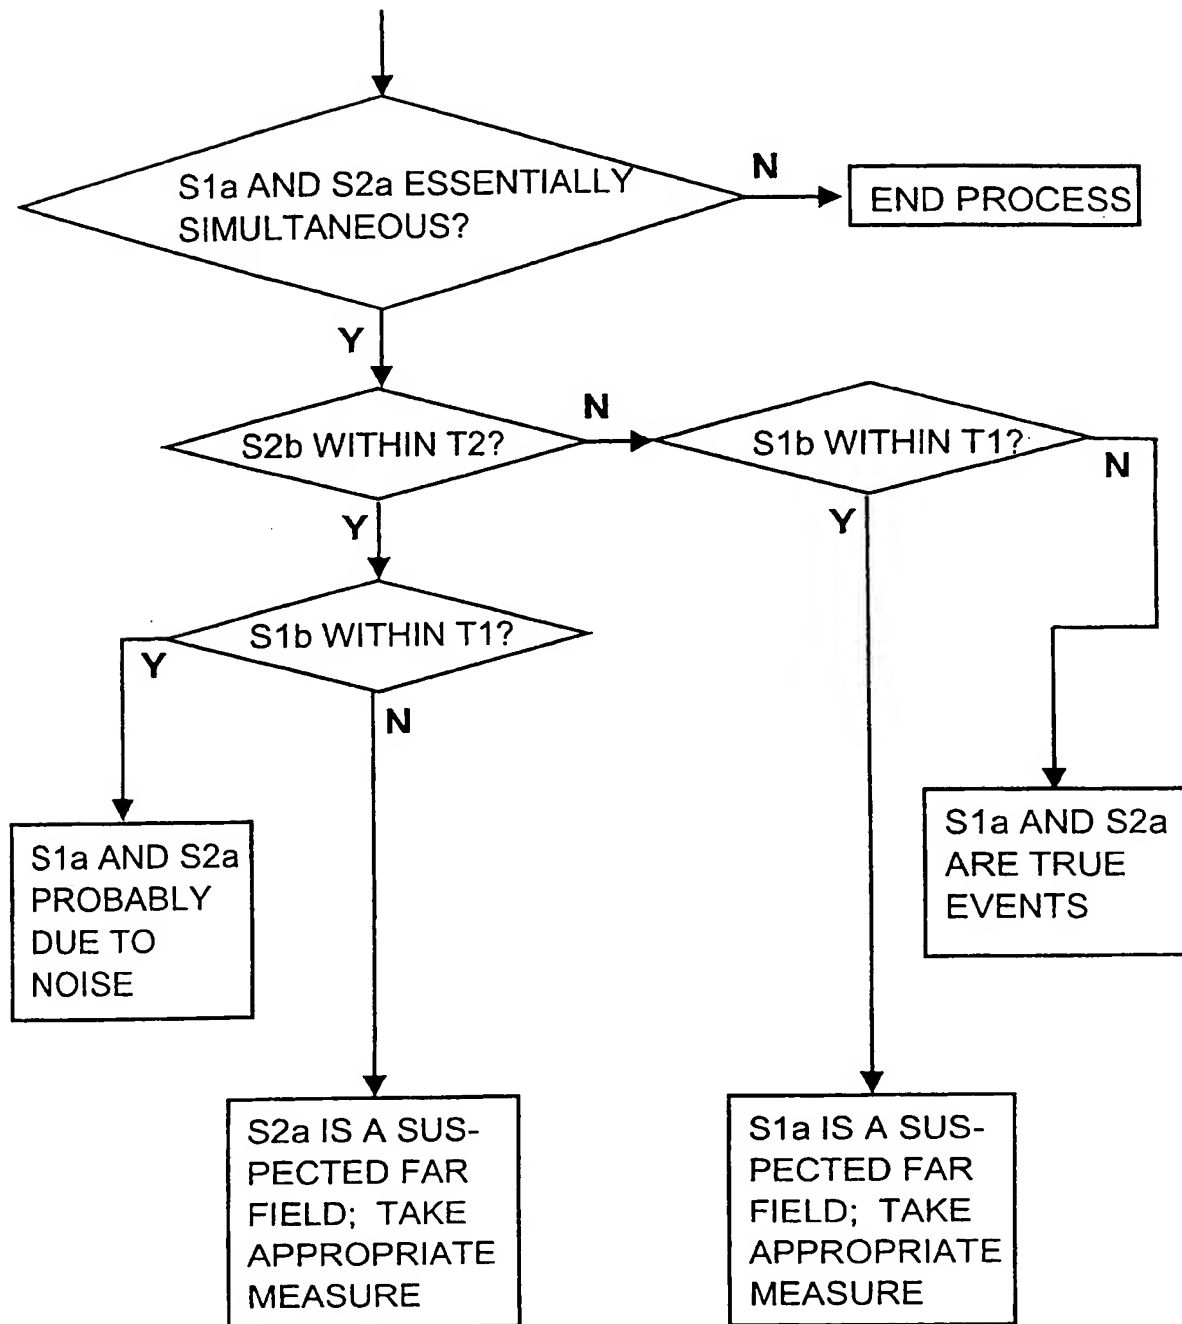 S1a AND S2a ESSENTIALLY
SIMULTANEOUS?
N
END PROCESS
Y
S2b WITHIN T2?
N
S1b WITHIN T1?
N
Y
Y
S1b WITHIN T1?
Y
N
S1a AND S2a
PROBABLY
DUE TO
NOISE
S1a AND S2a
ARE TRUE
EVENTS
S2a IS A SUS-
PECTED FAR
FIELD; TAKE
APPROPRIATE
MEASURE
S1a IS A SUS-
PECTED FAR
FIELD; TAKE
APPROPRIATE
MEASURE